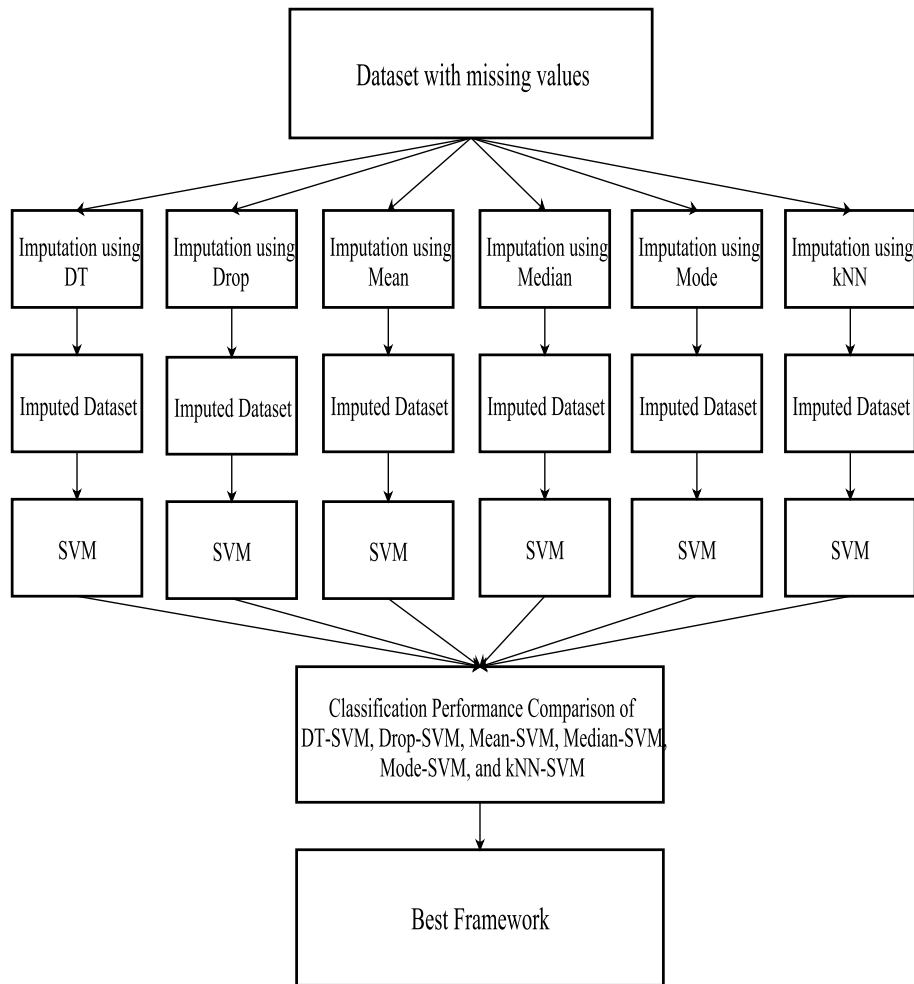 Dataset with missing values
Imputation using
DT
Imputation using
Drop
Imputation using
Mean
Imputation using
Median
Imputation using
Mode
Imputation using
kNN
Imputed Dataset
Imputed Dataset
Imputed Dataset
Imputed Dataset
Imputed Dataset
Imputed Dataset
SVM
SVM
SVM
SVM
SVM
SVM
Classification Performance Comparison of
DT-SVM, Drop-SVM, Mean-SVM, Median-SVM,
Mode-SVM, and kNN-SVM
Best Framework